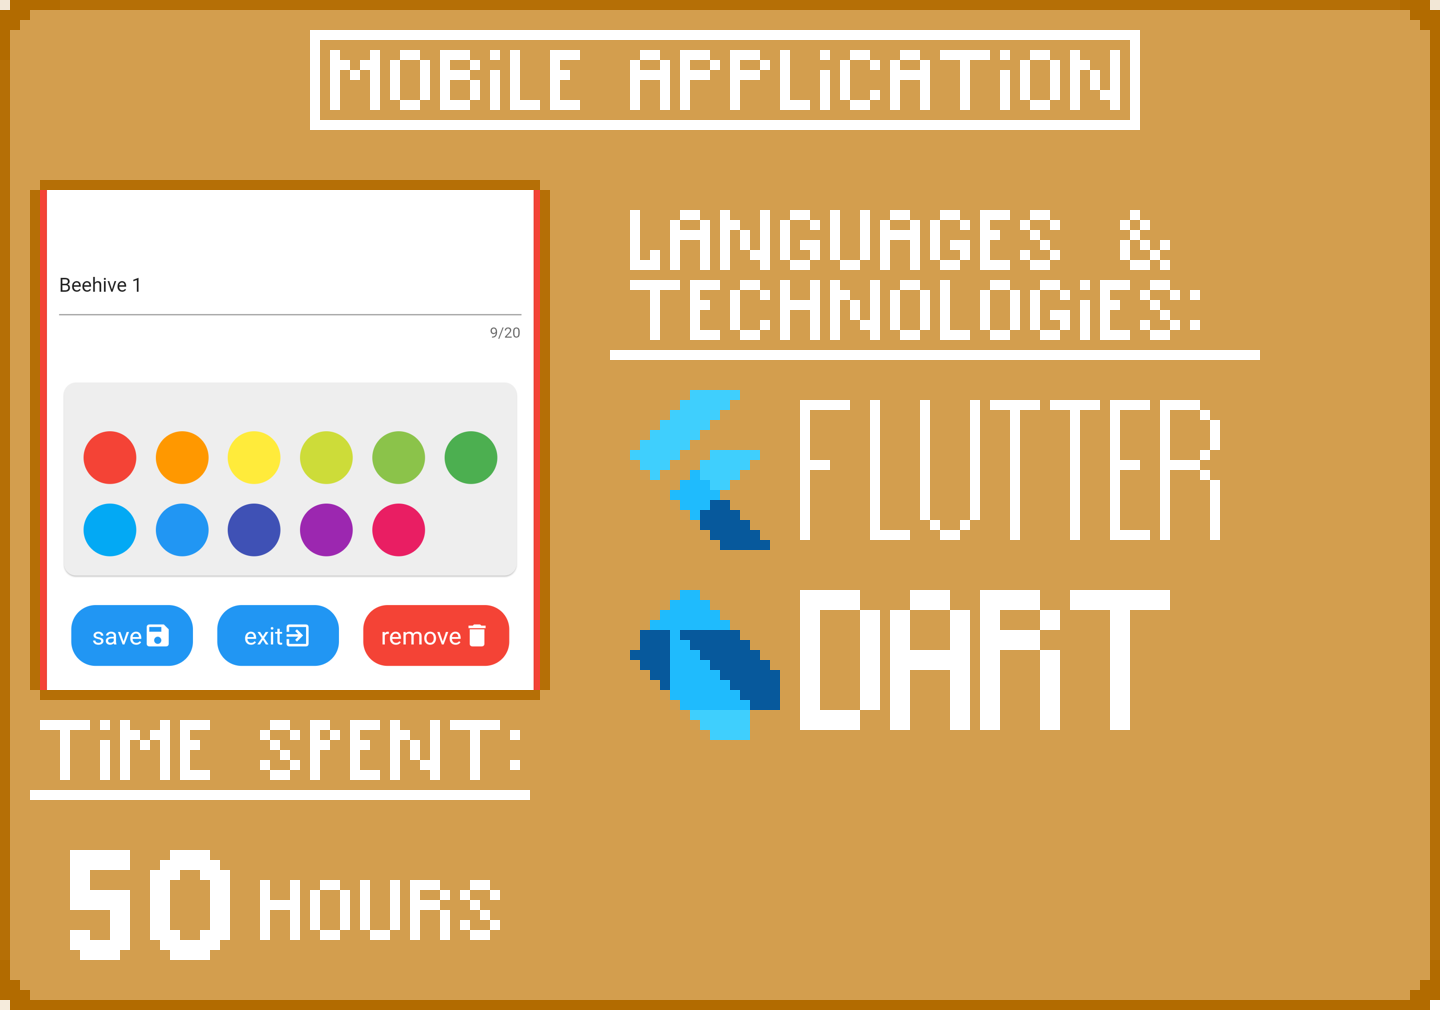 MOBiLE APPLiCATiON
Beehive 1
9/20
save
exit
remove
TiME SPENT:
50 HOURS
LANGUAGES &
TECHNOLOGiES:
FLUTTER
DART